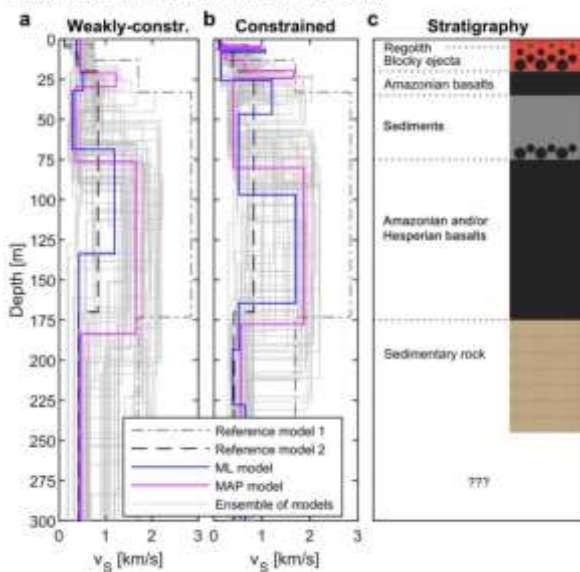 a
Weakly-constr.
b
Constrained
c
Stratigraphy
0
25
50
75
100
125
150
175
200
225
250
275
300
Depth [m]
0
1
2
3
v_S [km/s]
0
1
2
3
v_S [km/s]
Reference model 1
Reference model 2
ML model
MAP model
Ensemble of models
Regolith
Blocky ejecta
Amazonian basalts
Sediments
Amazonian and/or
Hesperian basalts
Sedimentary rock
???